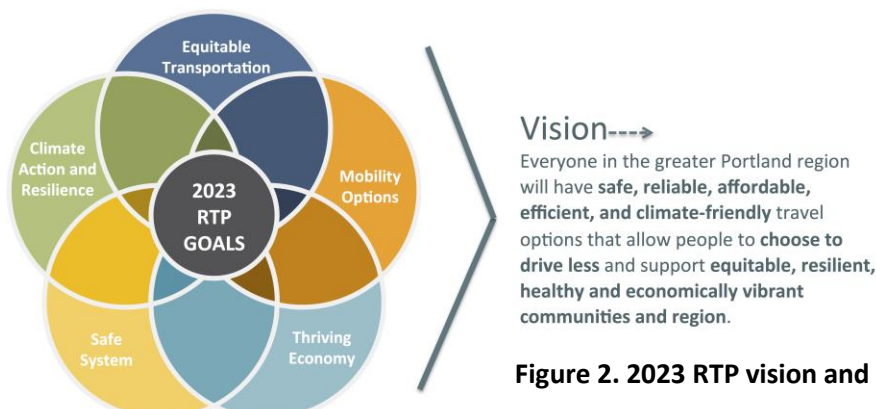 Equitable
Transportation
Climate
Action and
Resilience
Mobility
Options
2023
RTP
GOALS
Safe
System
Thriving
Economy
Vision---->
Everyone in the greater Portland region
will have safe, reliable, affordable,
efficient, and climate-friendly travel
options that allow people to choose to
drive less and support equitable, resilient,
healthy and economically vibrant
communities and region.
Figure 2. 2023 RTP vision and